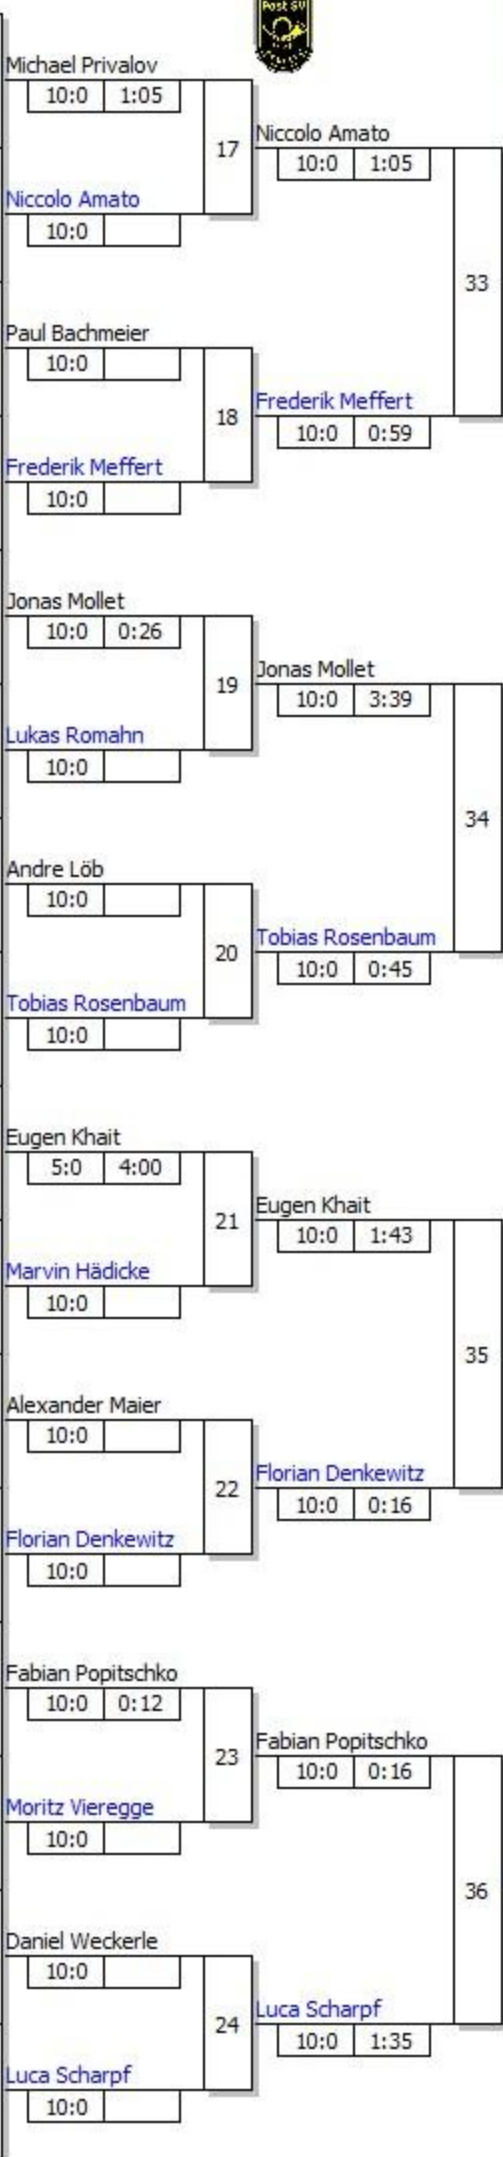 Post SV
Michael Privalov
10:0 1:05
17
Niccolo Amato
10:0 1:05
Niccolo Amato
10:0
33
Paul Bachmeier
10:0
18
Frederik Meffert
10:0 0:59
Frederik Meffert
10:0
Jonas Mollet
10:0 0:26
19
Jonas Mollet
10:0 3:39
Lukas Romahn
10:0
34
Andre Löb
10:0
20
Tobias Rosenbaum
10:0 0:45
Tobias Rosenbaum
10:0
Eugen Khait
5:0 4:00
21
Eugen Khait
10:0 1:43
Marvin Hädicke
10:0
35
Alexander Maier
10:0
22
Florian Denkewitz
10:0 0:16
Florian Denkewitz
10:0
Fabian Popitschko
10:0 0:12
23
Fabian Popitschko
10:0 0:16
Moritz Vieregge
10:0
36
Daniel Weckerle
10:0
24
Luca Scharpf
10:0 1:35
Luca Scharpf
10:0